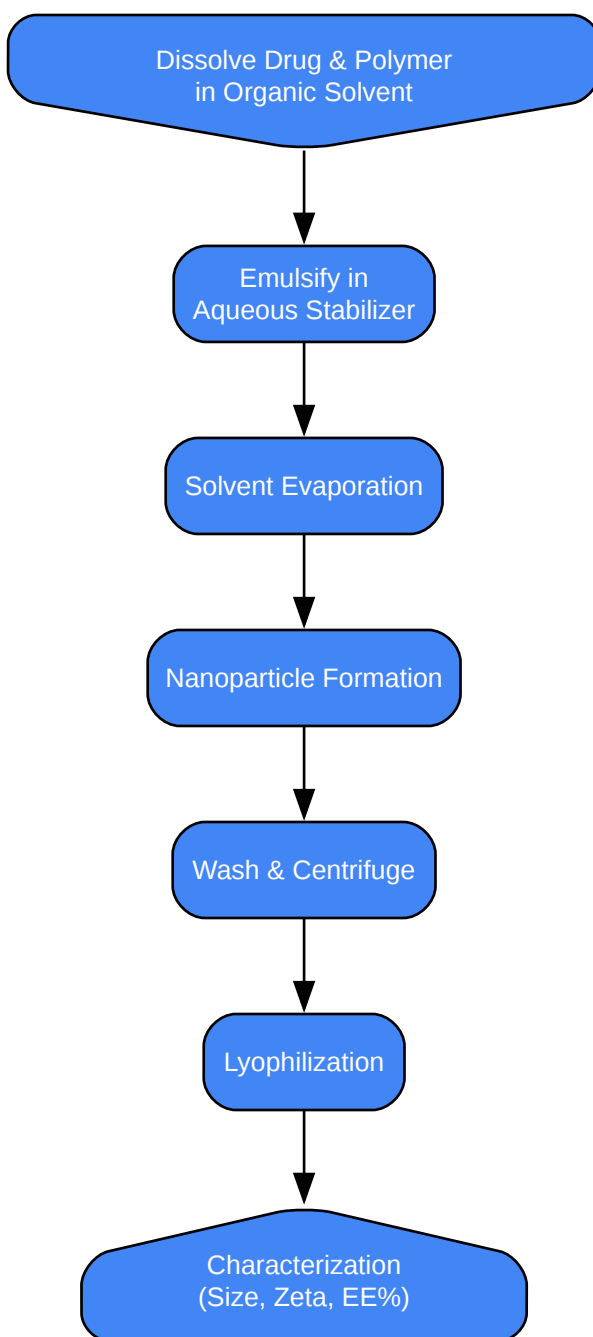 Dissolve Drug & Polymer
in Organic Solvent
Emulsify in
Aqueous Stabilizer
Solvent Evaporation
Nanoparticle Formation
Wash & Centrifuge
Lyophilization
Characterization
(Size, Zeta, EE%)